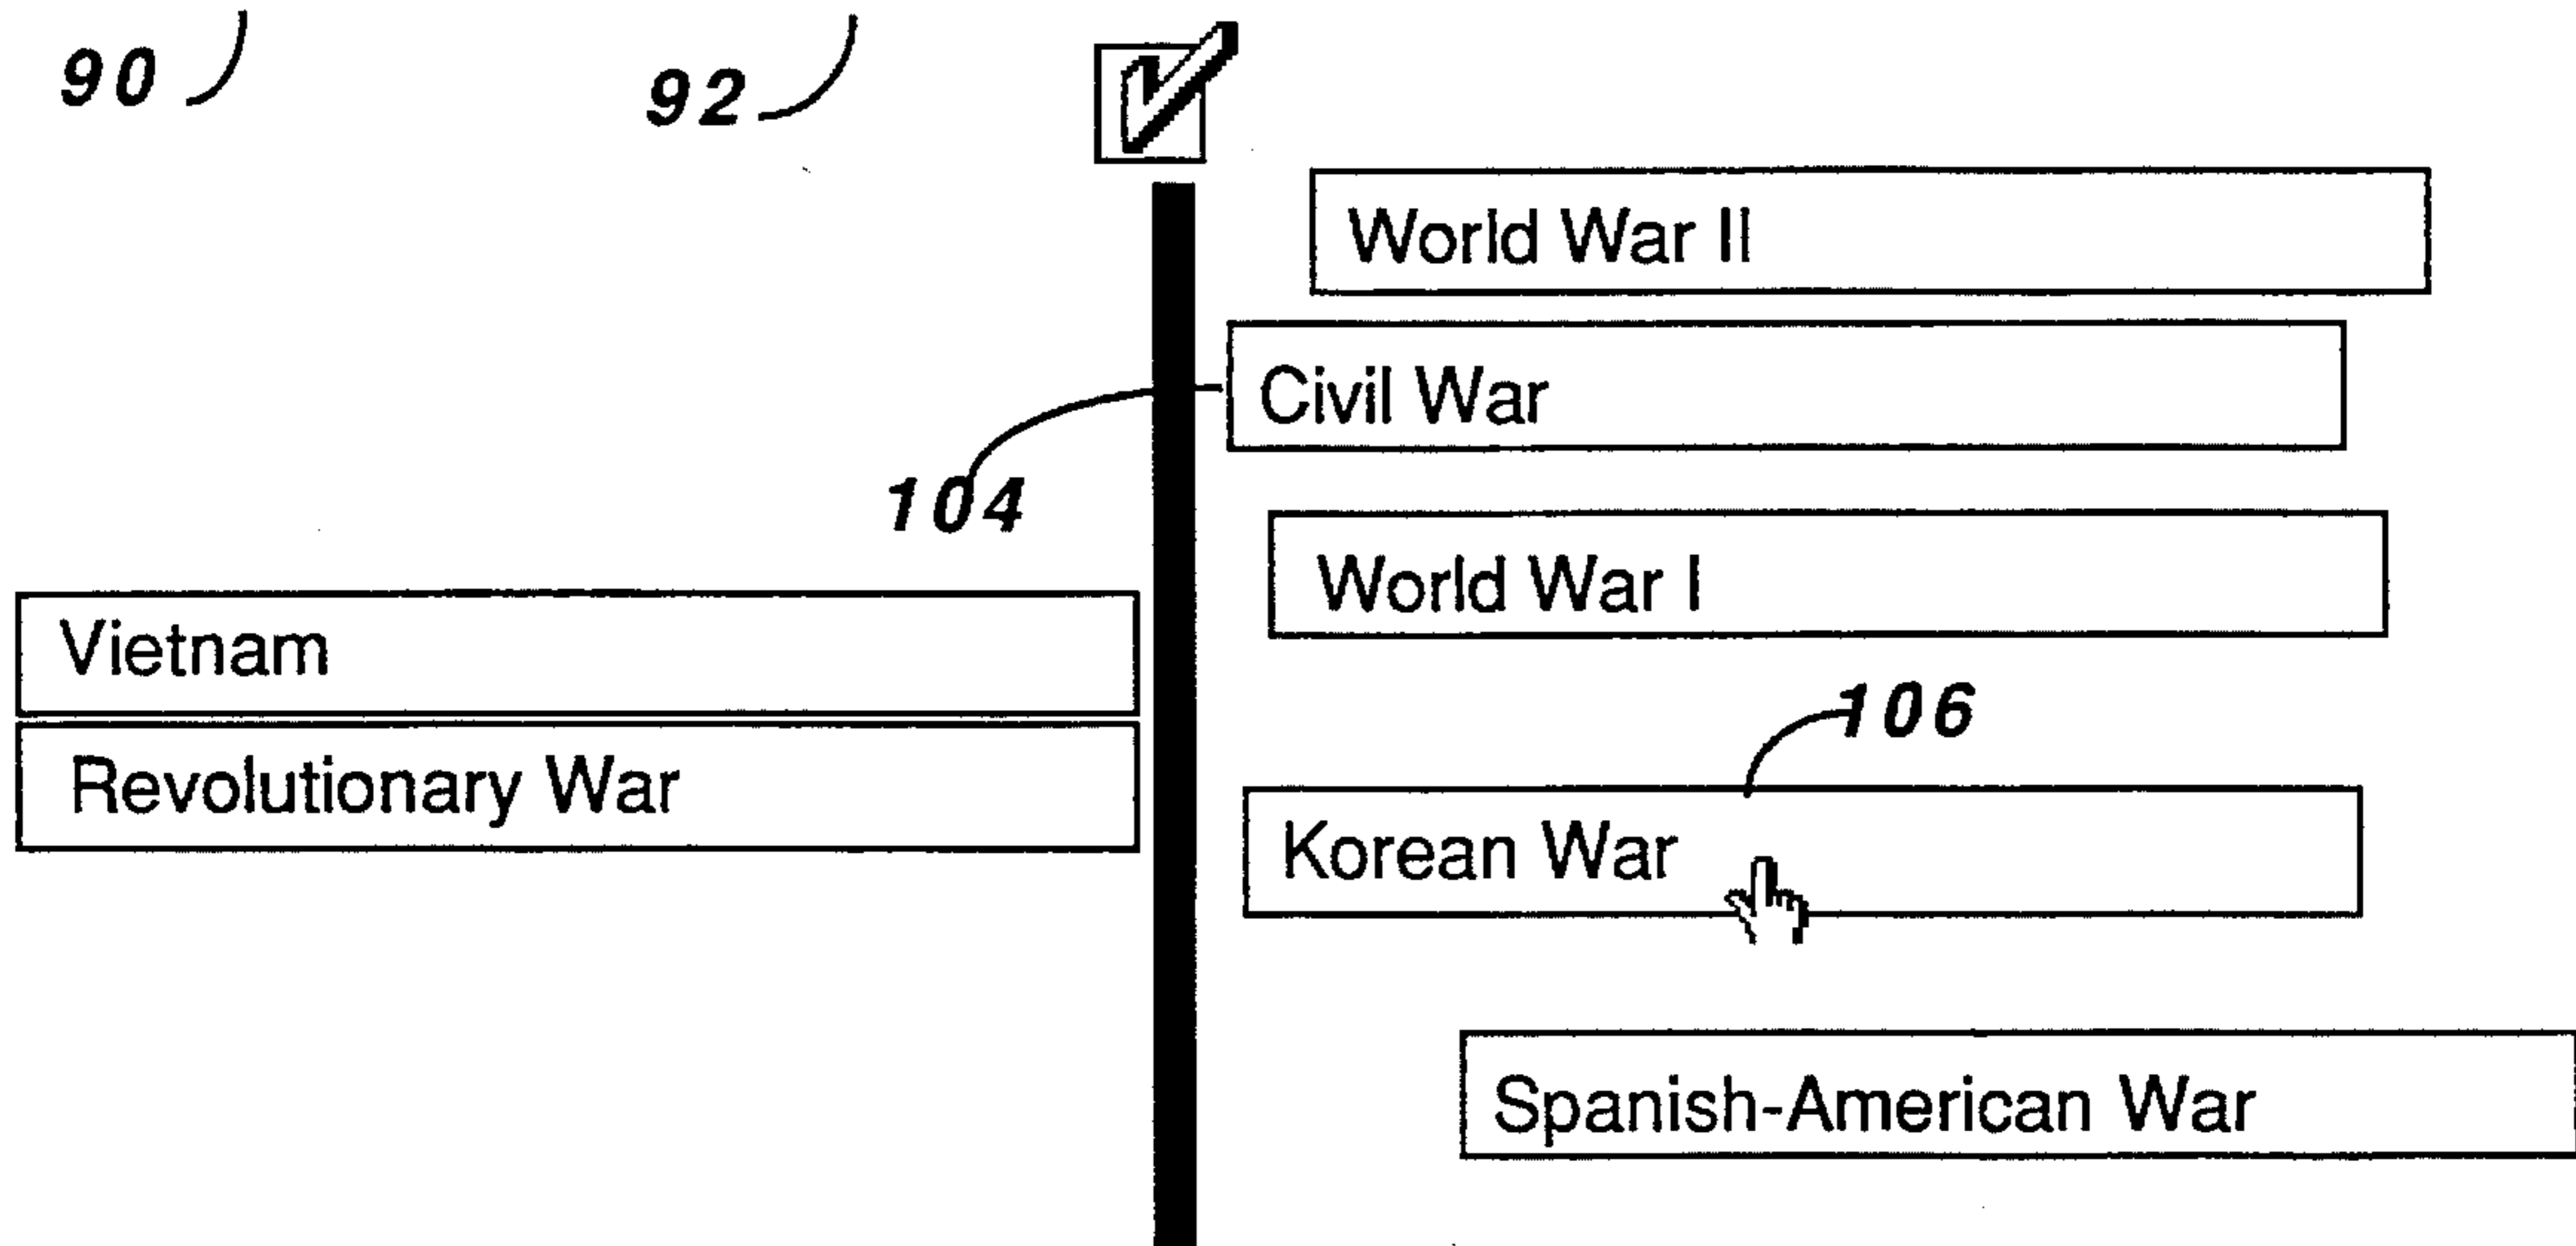 90
92
World War II
Civil War
104
World War I
Vietnam
106
Revolutionary War
Korean War
Spanish-American War